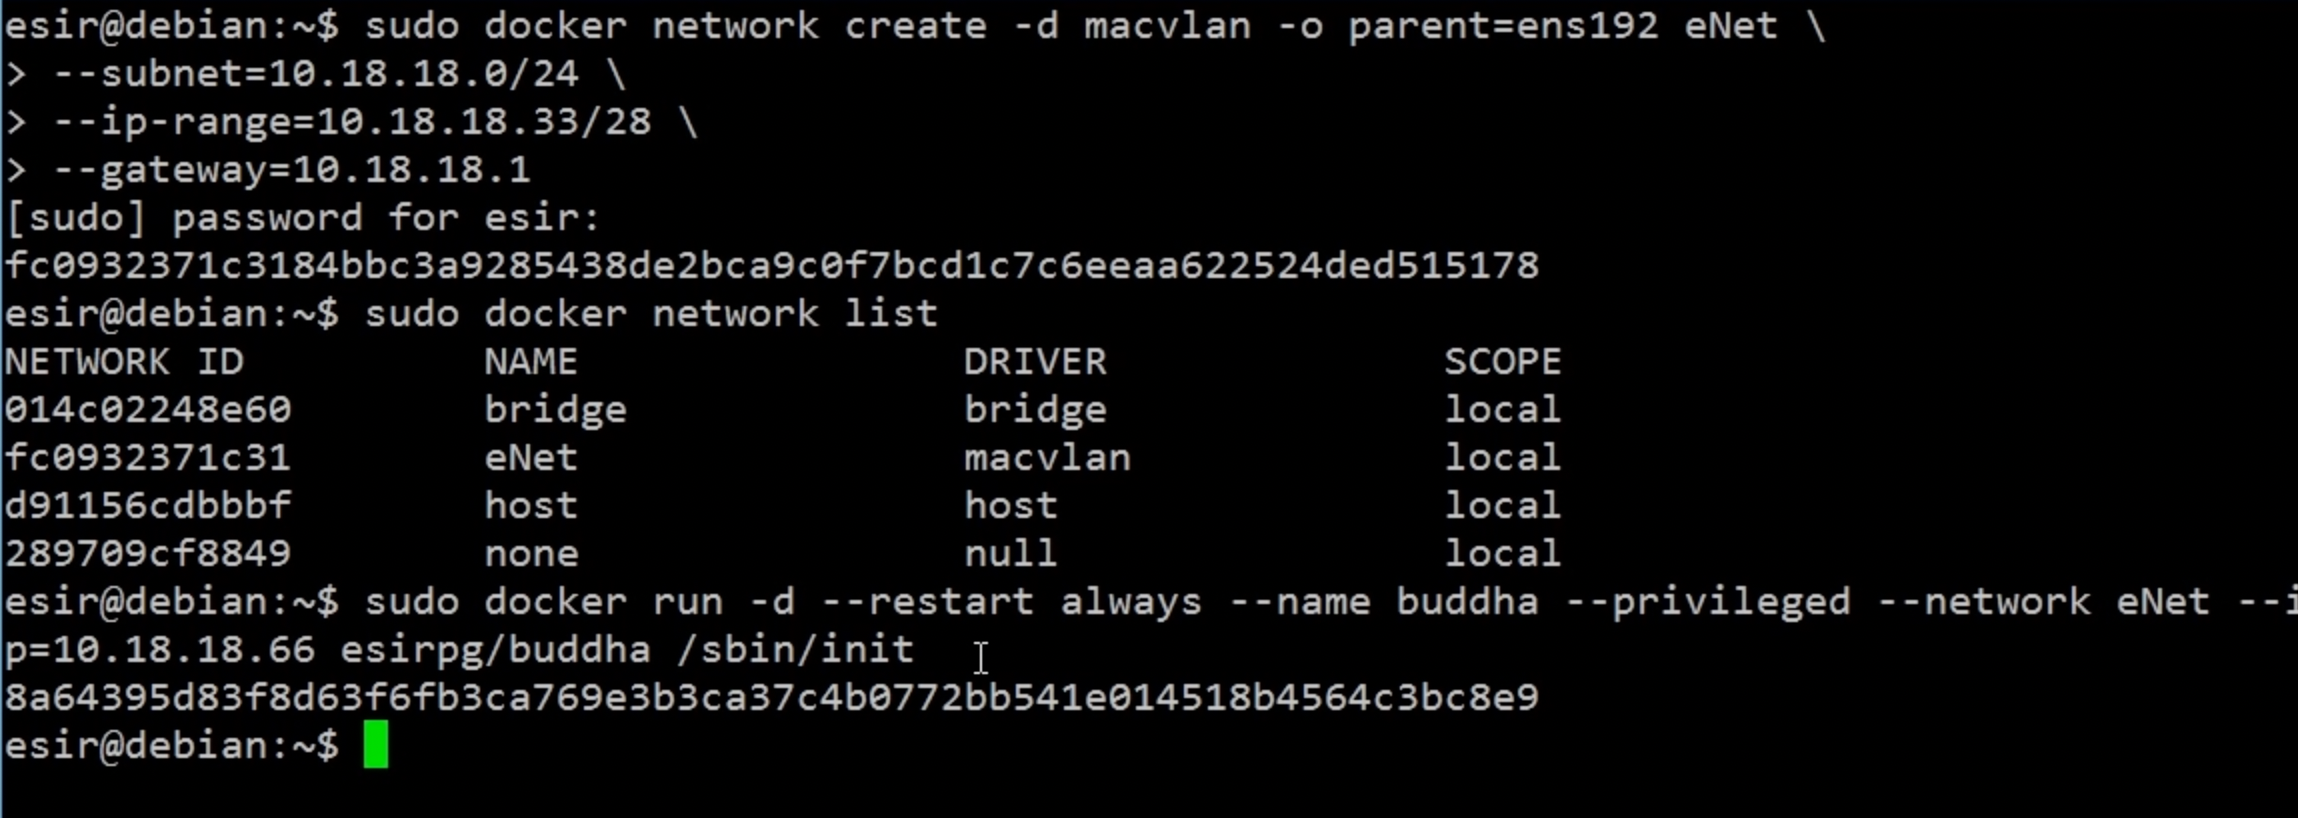 esir@debian:~$ sudo docker network create -d macvlan -o parent=ens192 eNet \
> --subnet=10.18.18.0/24 \
> --ip-range=10.18.18.33/28 \
> --gateway=10.18.18.1
[sudo] password for esir:
fc0932371c3184bbc3a9285438de2bca9c0f7bcd1c7c6eeaa622524ded515178
esir@debian:~$ sudo docker network list
NETWORK ID NAME DRIVER SCOPE
014c02248e60 bridge bridge local
fc0932371c31 eNet macvlan local
d91156cdbbbf host host local
289709cf8849 none null local
esir@debian:~$ sudo docker run -d --restart always --name buddha --privileged --network eNet --i
p=10.18.18.66 esirpg/buddha /sbin/init
8a64395d83f8d63f6fb3ca769e3b3ca37c4b0772bb541e014518b4564c3bc8e9
esir@debian:~$